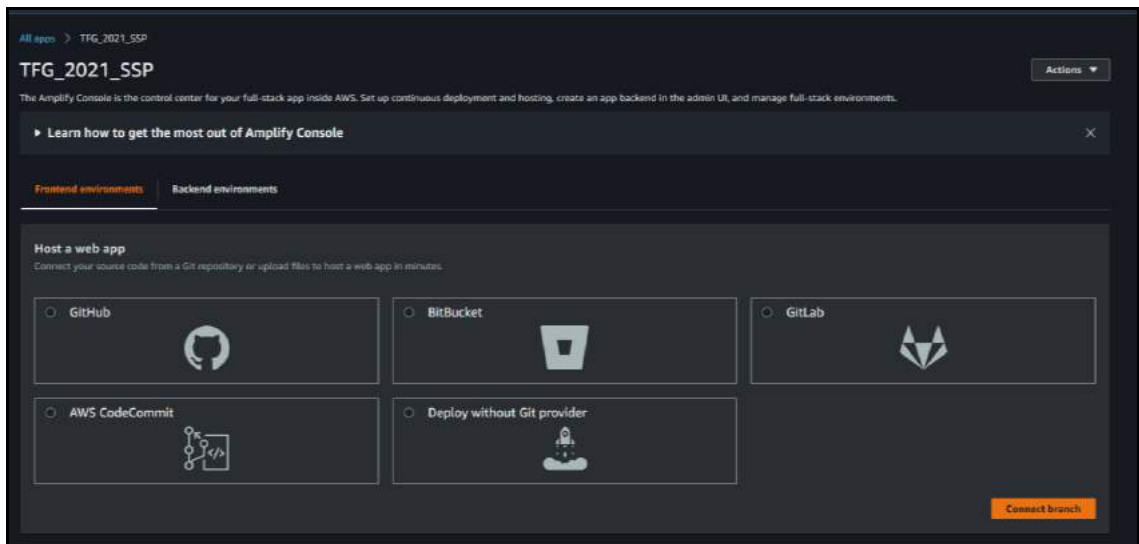 All apps > TFG_2021_SSP
TFG_2021_SSP
Actions
The Amplify Console is the control center for your full-stack app inside AWS. Set up continuous deployment and hosting, create an app backend in the admin UI, and manage full-stack environments.
Learn how to get the most out of Amplify Console
Frontend environments
Backend environments
Host a web app
Connect your source code from a Git repository or upload files to host a web app in minutes.
GitHub
BitBucket
GitLab
AWS CodeCommit
Deploy without Git provider
Connect branch